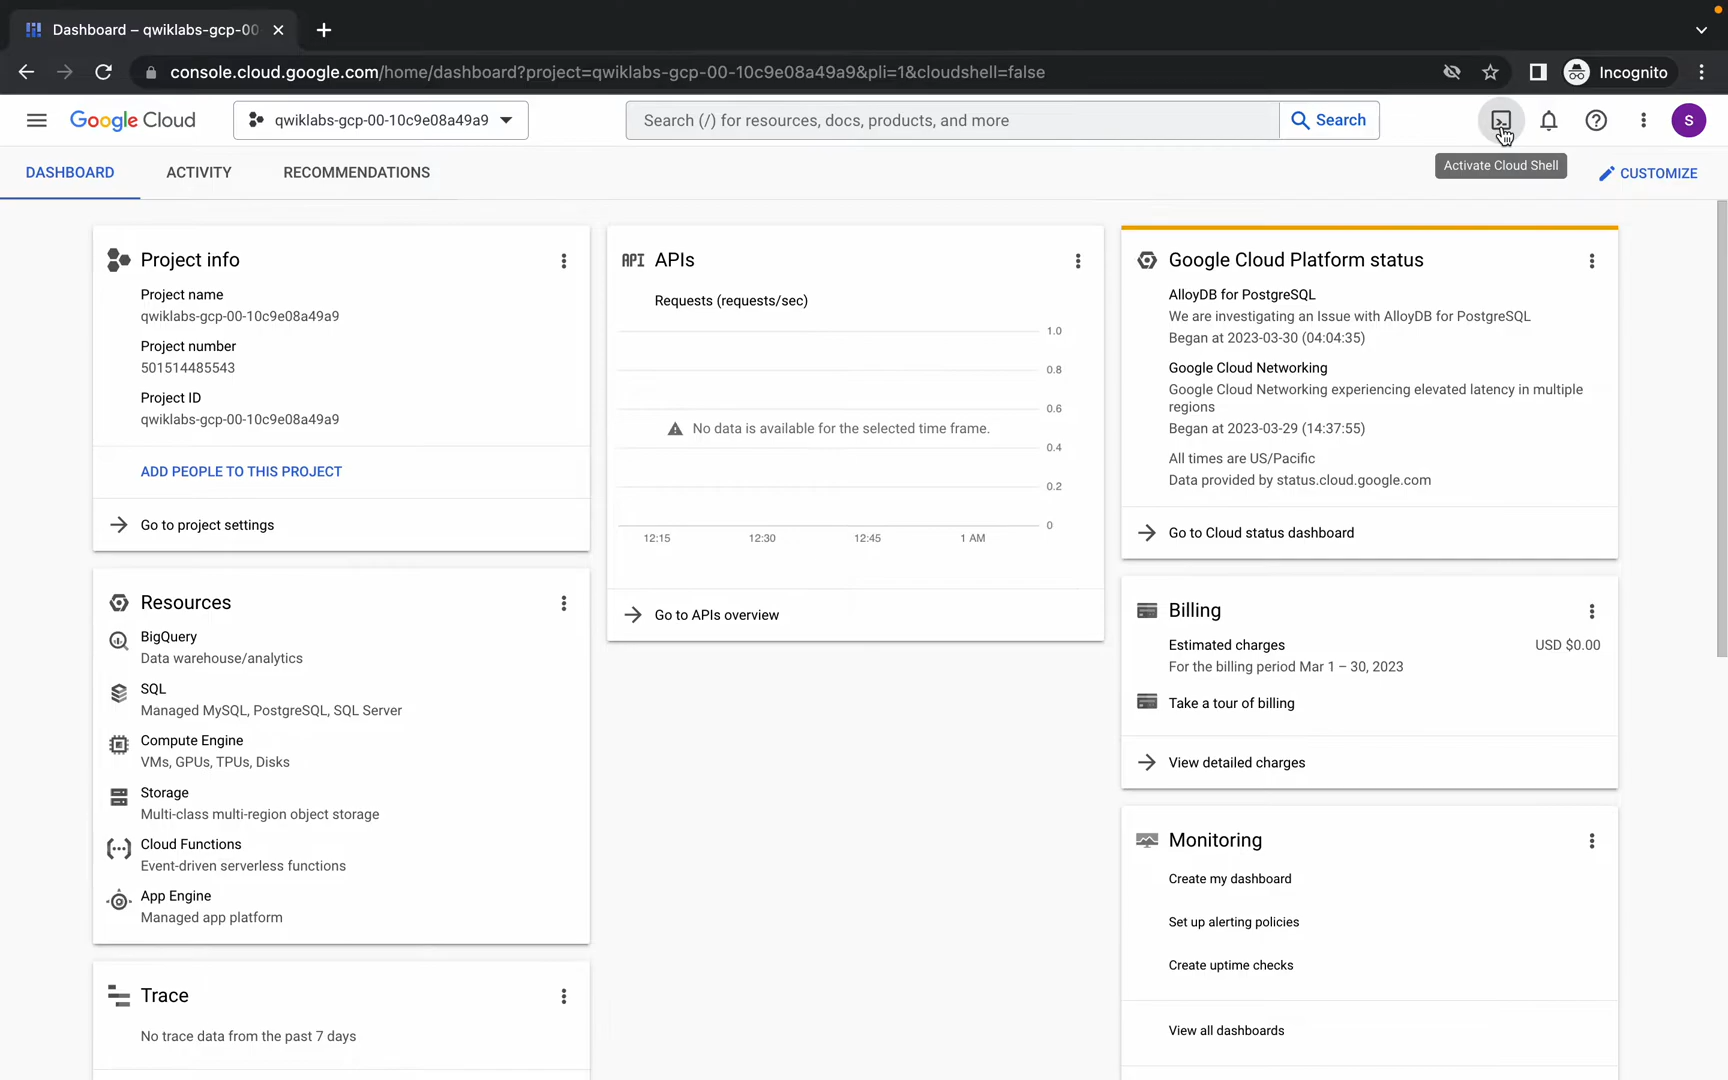 Dashboard – qwiklabs-gcp-00
console.cloud.google.com/home/dashboard?project=qwiklabs-gcp-00-10c9e08a49a9&pli=1&cloudshell=false
Incognito
Google Cloud
qwiklabs-gcp-00-10c9e08a49a9
Search (/) for resources, docs, products, and more
Search
S
DASHBOARD
ACTIVITY
RECOMMENDATIONS
Activate Cloud Shell
CUSTOMIZE
Project info
Project name
qwiklabs-gcp-00-10c9e08a49a9
Project number
501514485543
Project ID
qwiklabs-gcp-00-10c9e08a49a9
ADD PEOPLE TO THIS PROJECT
Go to project settings
Resources
BigQuery
Data warehouse/analytics
SQL
Managed MySQL, PostgreSQL, SQL Server
Compute Engine
VMs, GPUs, TPUs, Disks
Storage
Multi-class multi-region object storage
Cloud Functions
Event-driven serverless functions
App Engine
Managed app platform
Trace
No trace data from the past 7 days
API APIs
Requests (requests/sec)
1.0
0.8
0.6
No data is available for the selected time frame.
0.4
0.2
0
12:15 12:30 12:45 1 AM
Go to APIs overview
Google Cloud Platform status
AlloyDB for PostgreSQL
We are investigating an Issue with AlloyDB for PostgreSQL
Began at 2023-03-30 (04:04:35)
Google Cloud Networking
Google Cloud Networking experiencing elevated latency in multiple
regions
Began at 2023-03-29 (14:37:55)
All times are US/Pacific
Data provided by status.cloud.google.com
Go to Cloud status dashboard
Billing
Estimated charges USD $0.00
For the billing period Mar 1 – 30, 2023
Take a tour of billing
View detailed charges
Monitoring
Create my dashboard
Set up alerting policies
Create uptime checks
View all dashboards